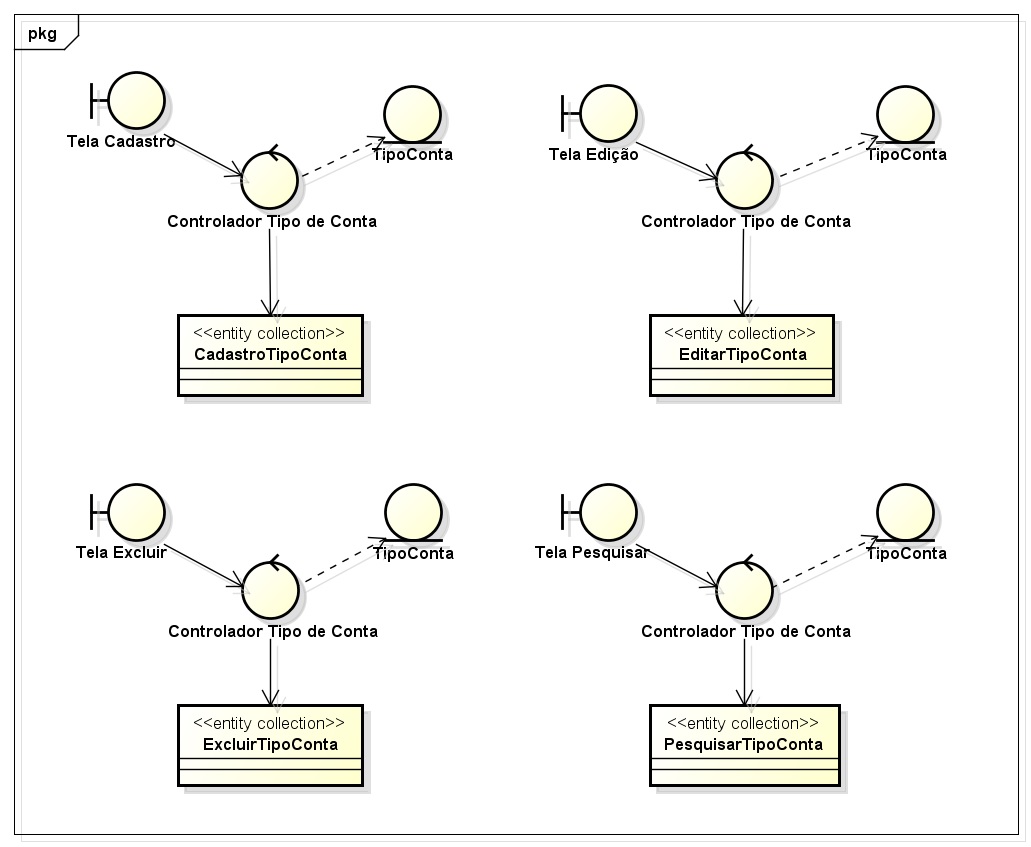 pkg
Tela Cadastro
TipoConta
Controlador Tipo de Conta
<<entity collection>>
CadastroTipoConta
Tela Edição
TipoConta
Controlador Tipo de Conta
<<entity collection>>
EditarTipoConta
Tela Excluir
TipoConta
Controlador Tipo de Conta
<<entity collection>>
ExcluirTipoConta
Tela Pesquisar
TipoConta
Controlador Tipo de Conta
<<entity collection>>
PesquisarTipoConta